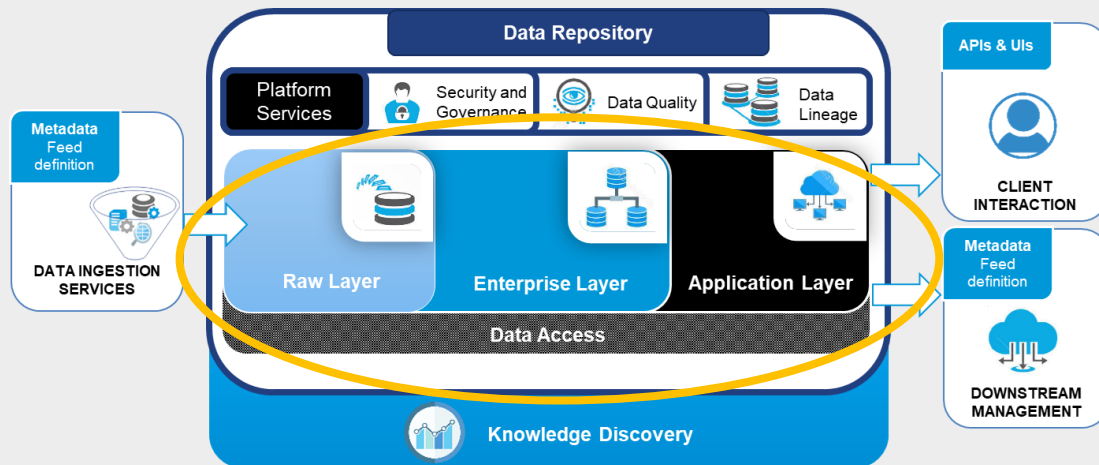 Data Repository
Platform
Services
Security and
Governance
Data Quality
Data
Lineage
Metadata
Feed
definition
DATA INGESTION
SERVICES
Raw Layer
Enterprise Layer
Application Layer
Data Access
Knowledge Discovery
APIs & UIs
CLIENT
INTERACTION
Metadata
Feed
definition
DOWNSTREAM
MANAGEMENT